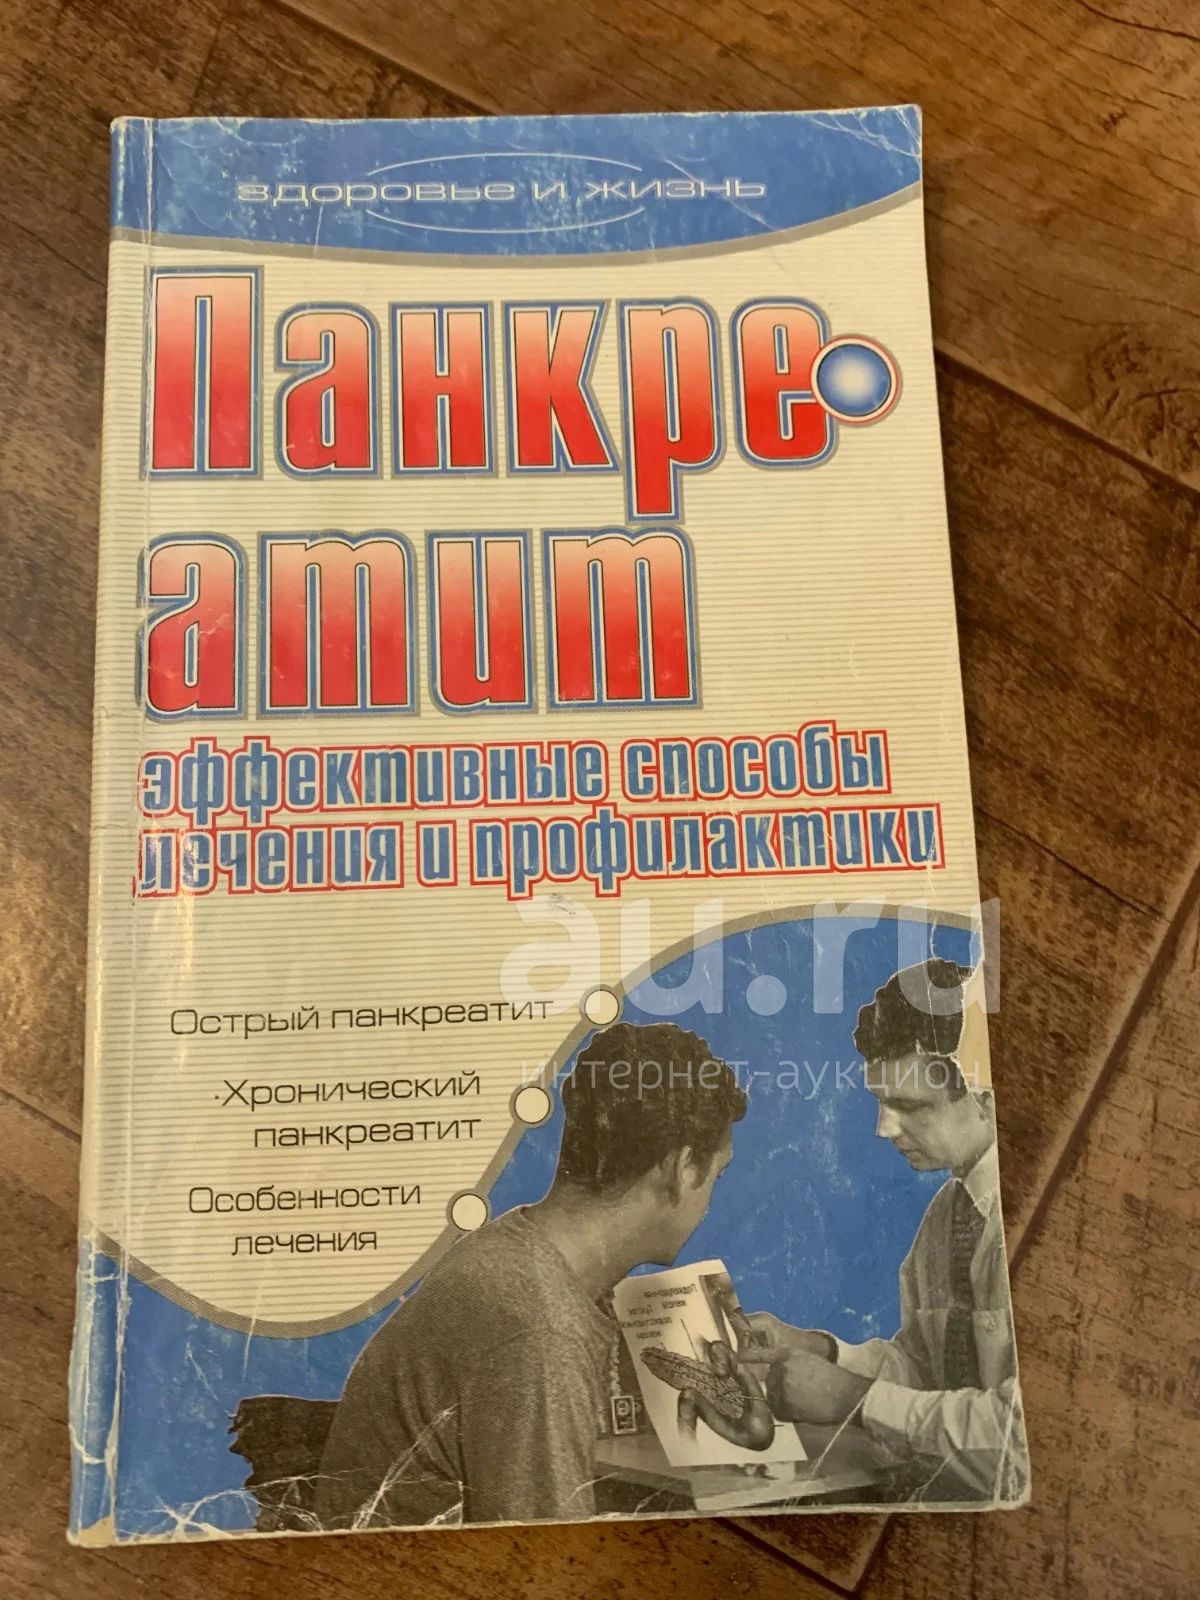 здоровье и жизнь
Панкре
атит
эффективные способы
лечения и профилактики
au.ru
интернет-аукцион
Острый панкреатит
·Хронический
панкреатит
Особенности
лечения